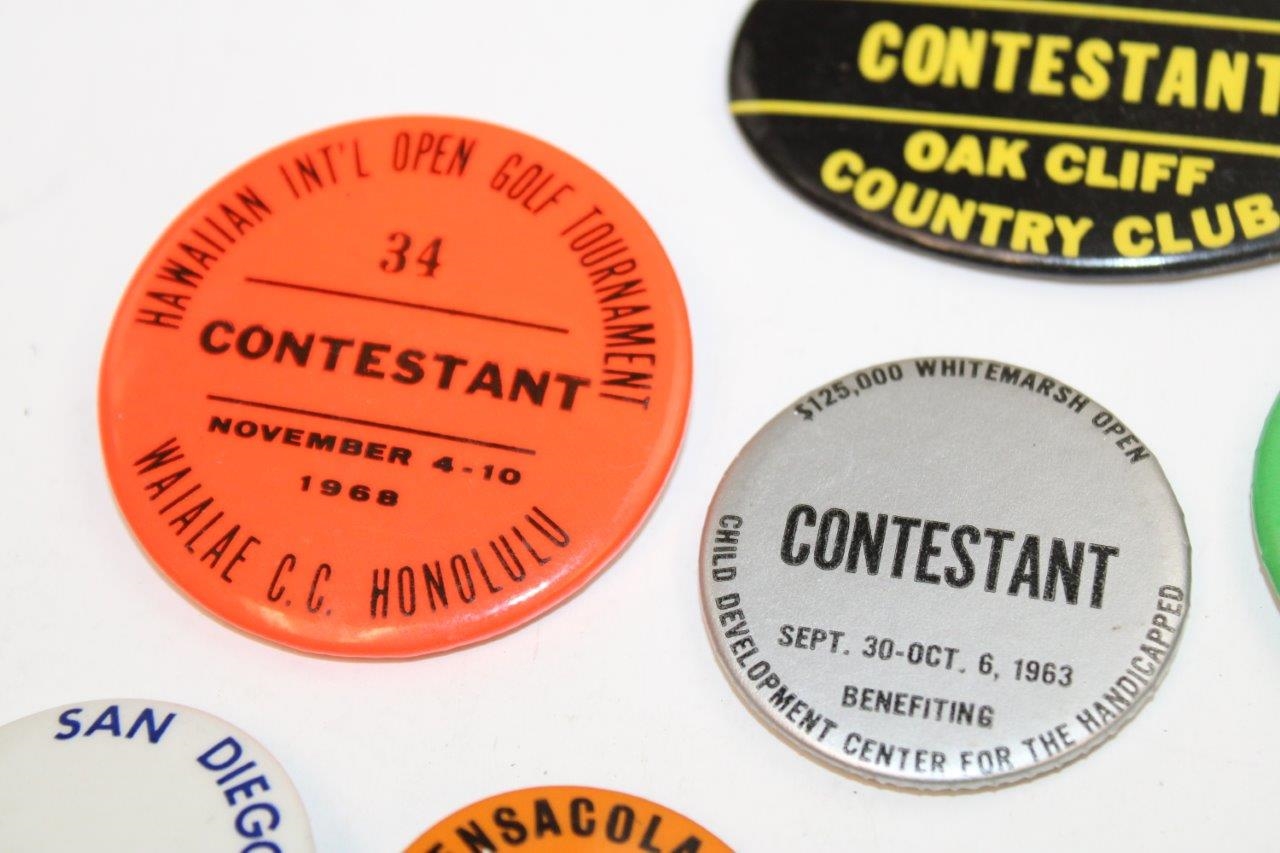 HAWAIIAN INT'L OPEN GOLF TOURNAMENT
34
CONTESTANT
NOVEMBER 4-10
1968
WAIALAE C.C. HONOLULU
CONTESTANT
OAK CLIFF
COUNTRY CLUB
$125,000 WHITEMARSH OPEN
CONTESTANT
SEPT. 30-OCT. 6, 1963
BENEFITING
CHILD DEVELOPMENT CENTER FOR THE HANDICAPPED
SAN DIEGO
ENSACOLA